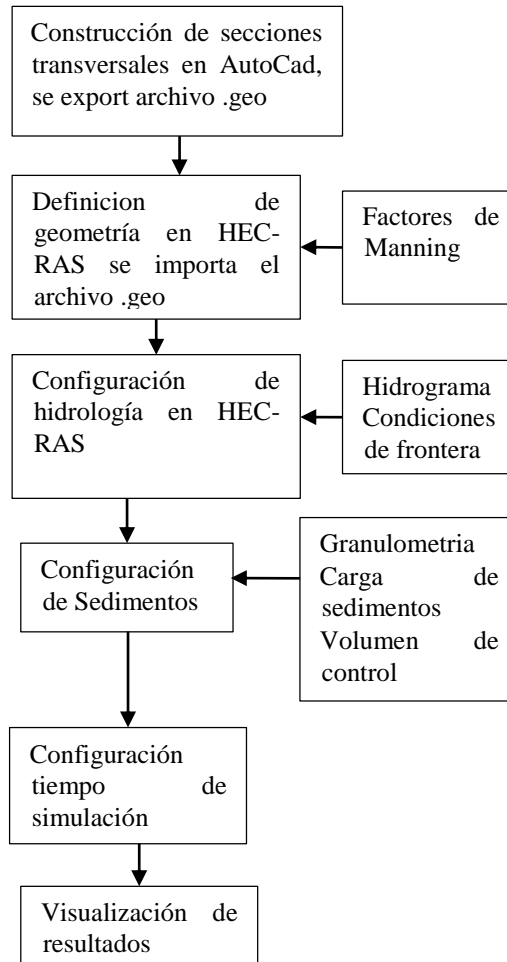 Construcción de secciones
transversales en AutoCad,
se export archivo .geo
Definicion de
geometría en HEC-
RAS se importa el
archivo .geo
Factores de
Manning
Configuración de
hidrología en HEC-
RAS
Hidrograma
Condiciones
de frontera
Configuración
de Sedimentos
Granulometria
Carga de
sedimentos
Volumen de
control
Configuración
tiempo de
simulación
Visualización de
resultados